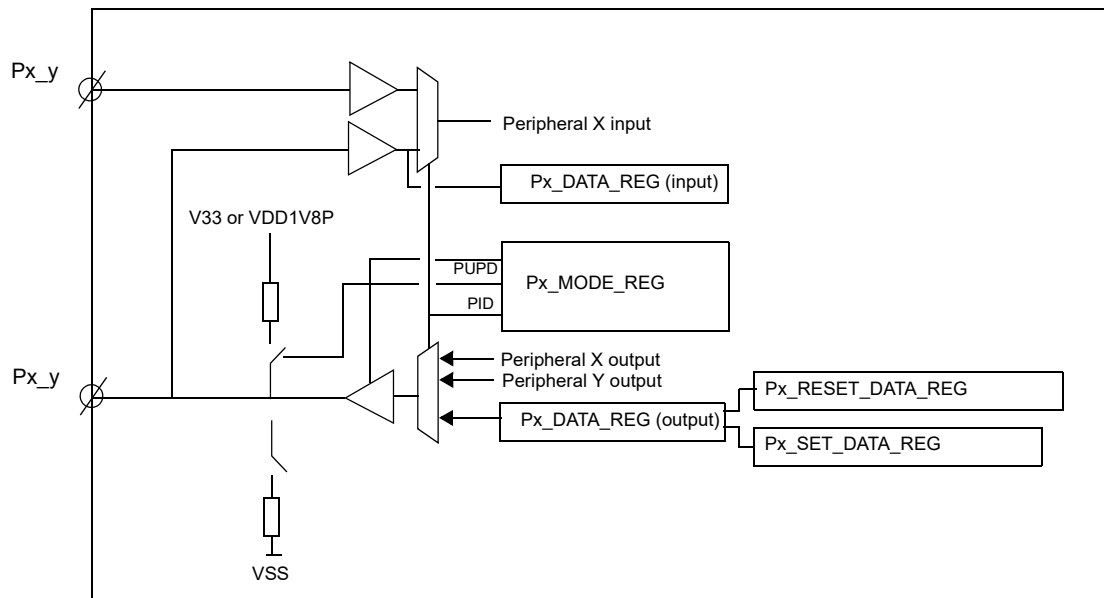 Px_y
Peripheral X input
Px_DATA_REG (input)
V33 or VDD1V8P
PUPD
Px_MODE_REG
PID
Peripheral X output
Px_y
Peripheral Y output
Px_RESET_DATA_REG
Px_DATA_REG (output)
Px_SET_DATA_REG
VSS